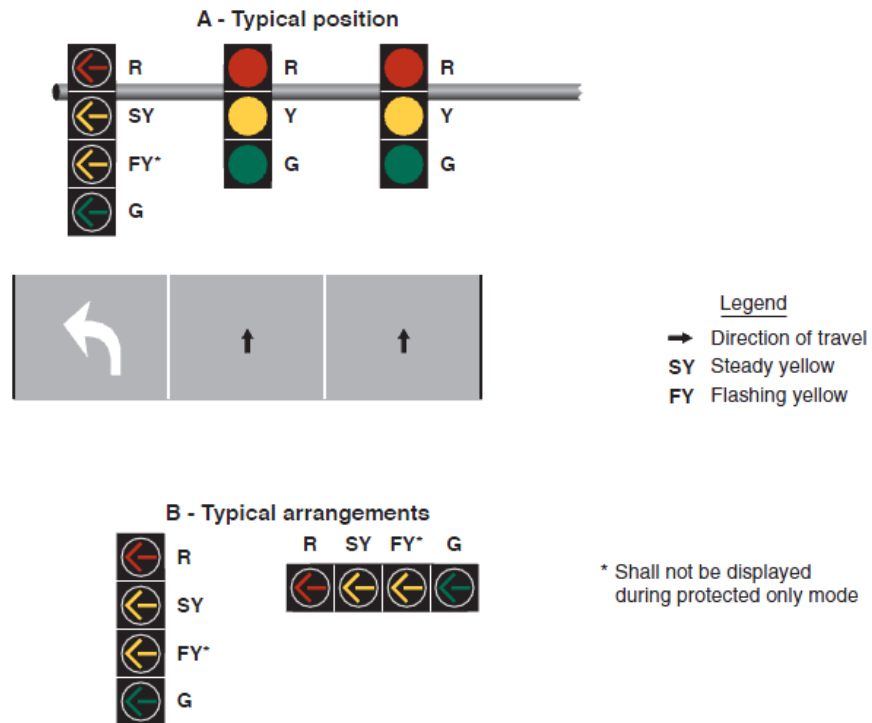 A - Typical position
R R R
SY Y Y
FY* G G
G
Legend
Direction of travel
SY Steady yellow
FY Flashing yellow
B - Typical arrangements
R
SY
FY*
G
R SY FY* G
* Shall not be displayed
during protected only mode